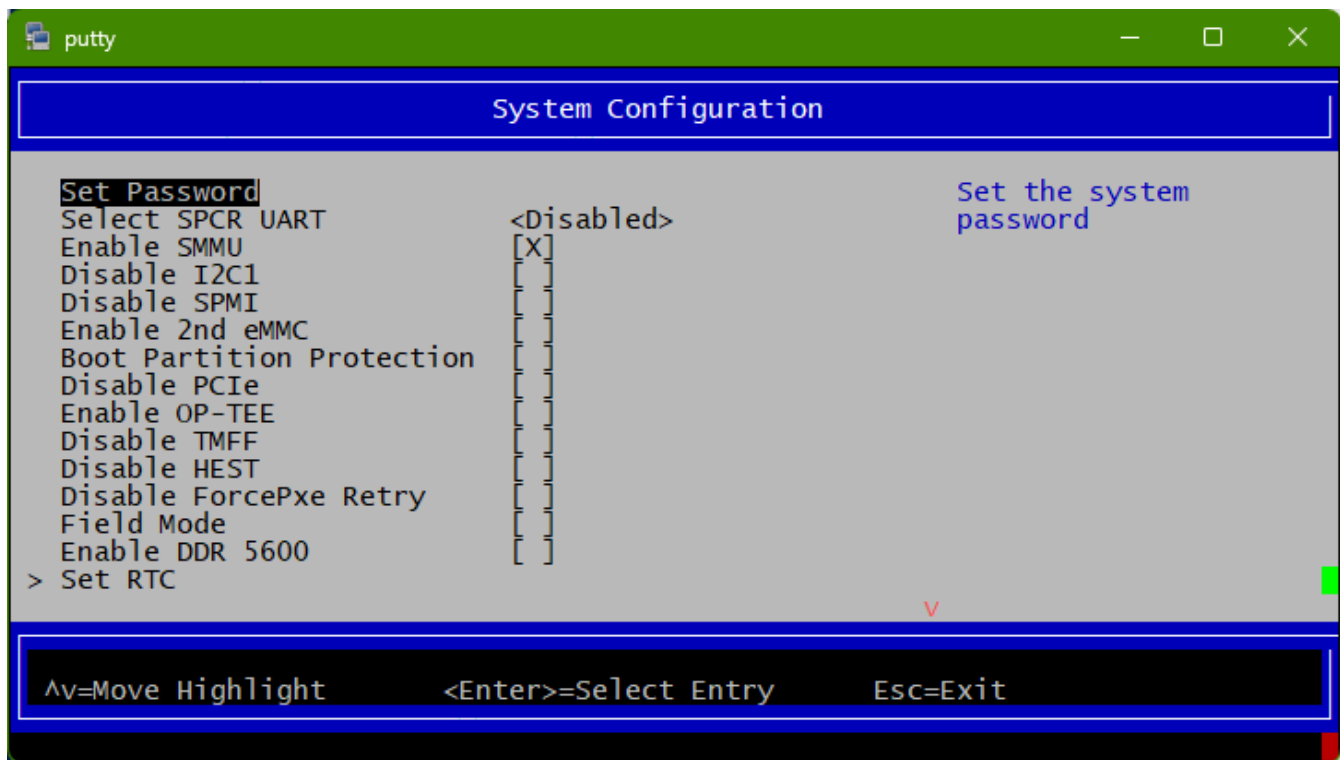 putty
System Configuration
Set Password Set the system
Select SPCR UART <Disabled> password
Enable SMMU [X]
Disable I2C1 [ ]
Disable SPMI [ ]
Enable 2nd eMMC [ ]
Boot Partition Protection [ ]
Disable PCIe [ ]
Enable OP-TEE [ ]
Disable TMFF [ ]
Disable HEST [ ]
Disable ForcePxe Retry [ ]
Field Mode [ ]
Enable DDR 5600 [ ]
> Set RTC
v
^v=Move Highlight <Enter>=Select Entry Esc=Exit